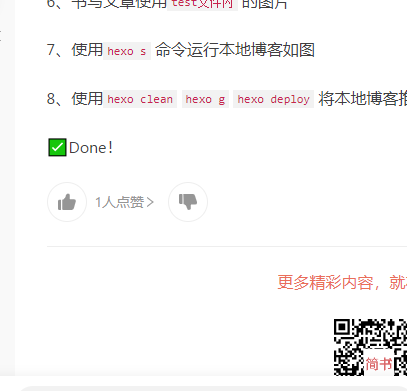 6、书写文章使用 test文件内 的图片
7、使用 hexo s 命令运行本地博客如图
8、使用 hexo clean hexo g hexo deploy 将本地博客推
✅Done!
1人点赞 >
更多精彩内容，就
简书